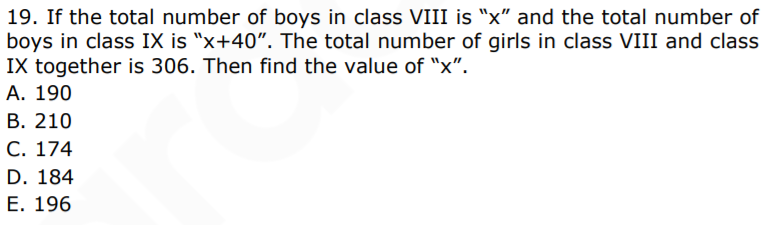 19. If the total number of boys in class VIII is “x” and the total number of
boys in class IX is “x+40”. The total number of girls in class VIII and class
IX together is 306. Then find the value of “x”.
A. 190
B. 210
C. 174
D. 184
E. 196